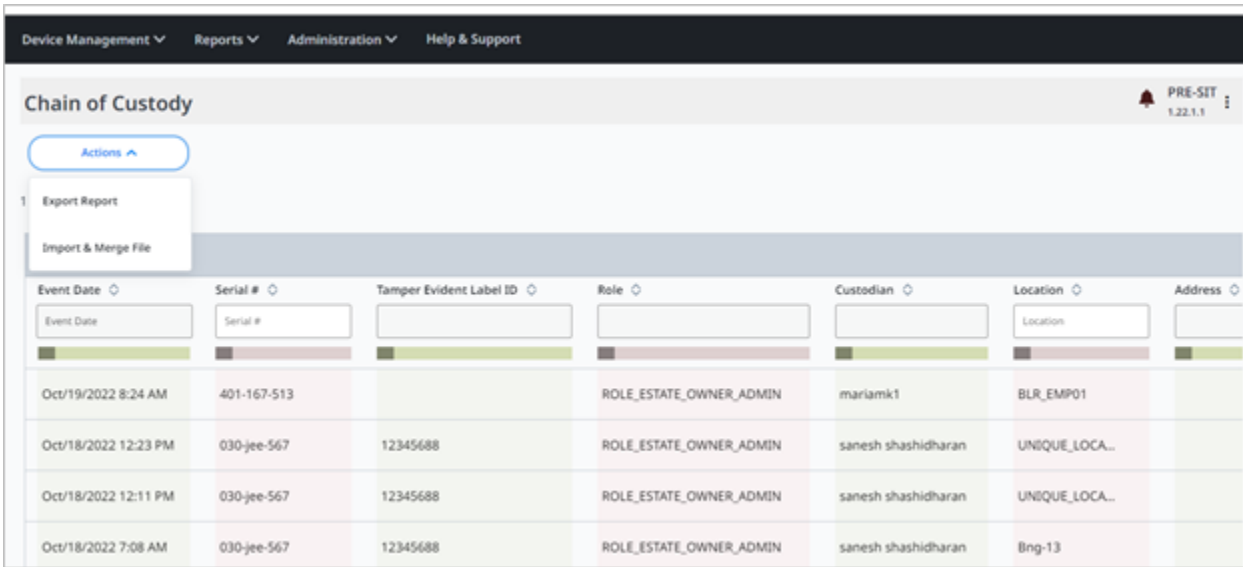 Device Management Reports Administration Help & Support
Chain of Custody
PRE-SIT
1.22.1.1
Actions
1
Export Report
Import & Merge File
Event Date Serial # Tamper Evident Label ID Role Custodian Location Address
Event Date Serial # Location
Oct/19/2022 8:24 AM 401-167-513 ROLE_ESTATE_OWNER_ADMIN mariamk1 BLR_EMP01
Oct/18/2022 12:23 PM 030-jee-567 12345688 ROLE_ESTATE_OWNER_ADMIN sanesh shashidharan UNIQUE_LOCA...
Oct/18/2022 12:11 PM 030-jee-567 12345688 ROLE_ESTATE_OWNER_ADMIN sanesh shashidharan UNIQUE_LOCA...
Oct/18/2022 7:08 AM 030-jee-567 12345688 ROLE_ESTATE_OWNER_ADMIN sanesh shashidharan Bng-13